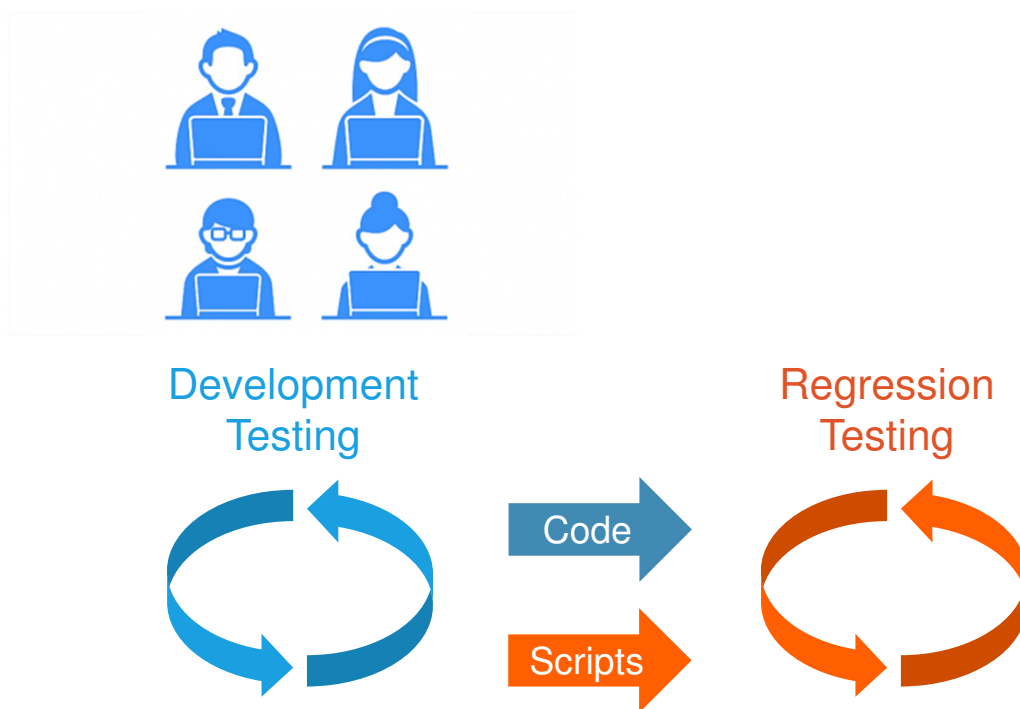 Development
Testing
Regression
Testing
Code
Scripts